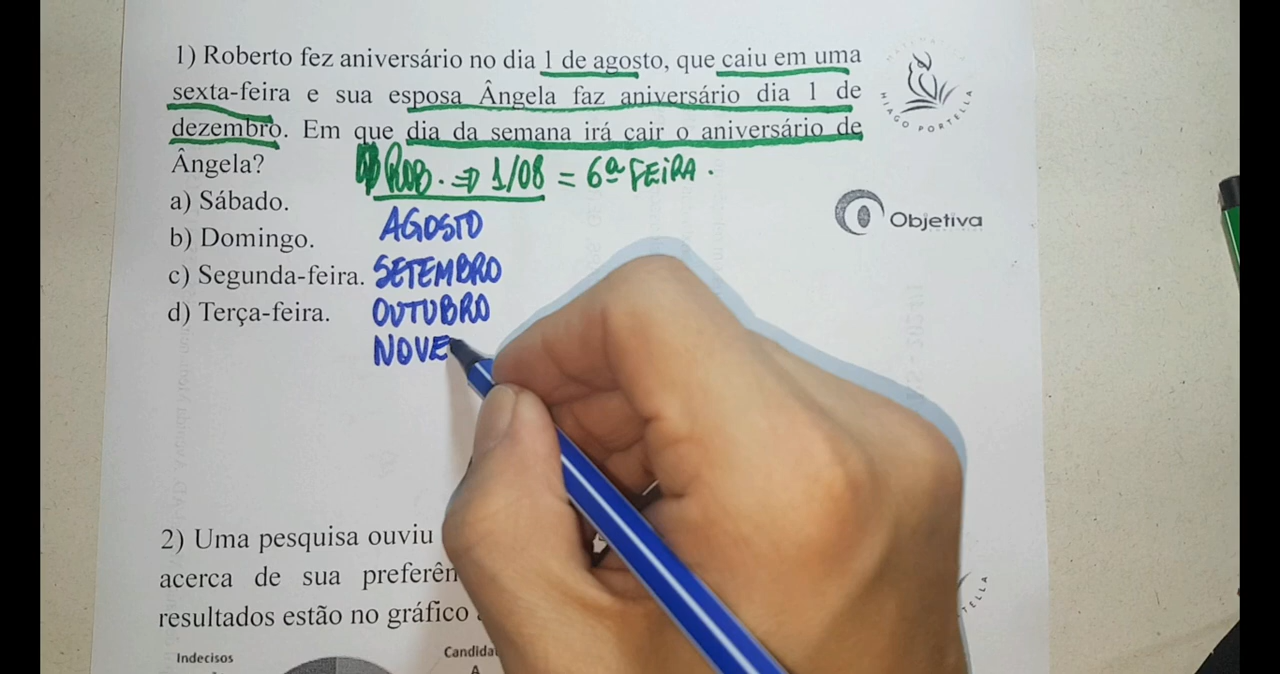 1) Roberto fez aniversário no dia 1 de agosto, que caiu em uma
sexta-feira e sua esposa Ângela faz aniversário dia 1 de
dezembro. Em que dia da semana irá cair o aniversário de
Ângela?
ROB. ⇒ 1/08 = 6ª FEIRA.
a) Sábado.
b) Domingo.
c) Segunda-feira.
d) Terça-feira.
AGOSTO
SETEMBRO
OUTUBRO
NOVE
HIAGO PORTELLA
Objetiva
2) Uma pesquisa ouviu
acerca de sua preferên
resultados estão no gráfico
Indecisos
Candida
A